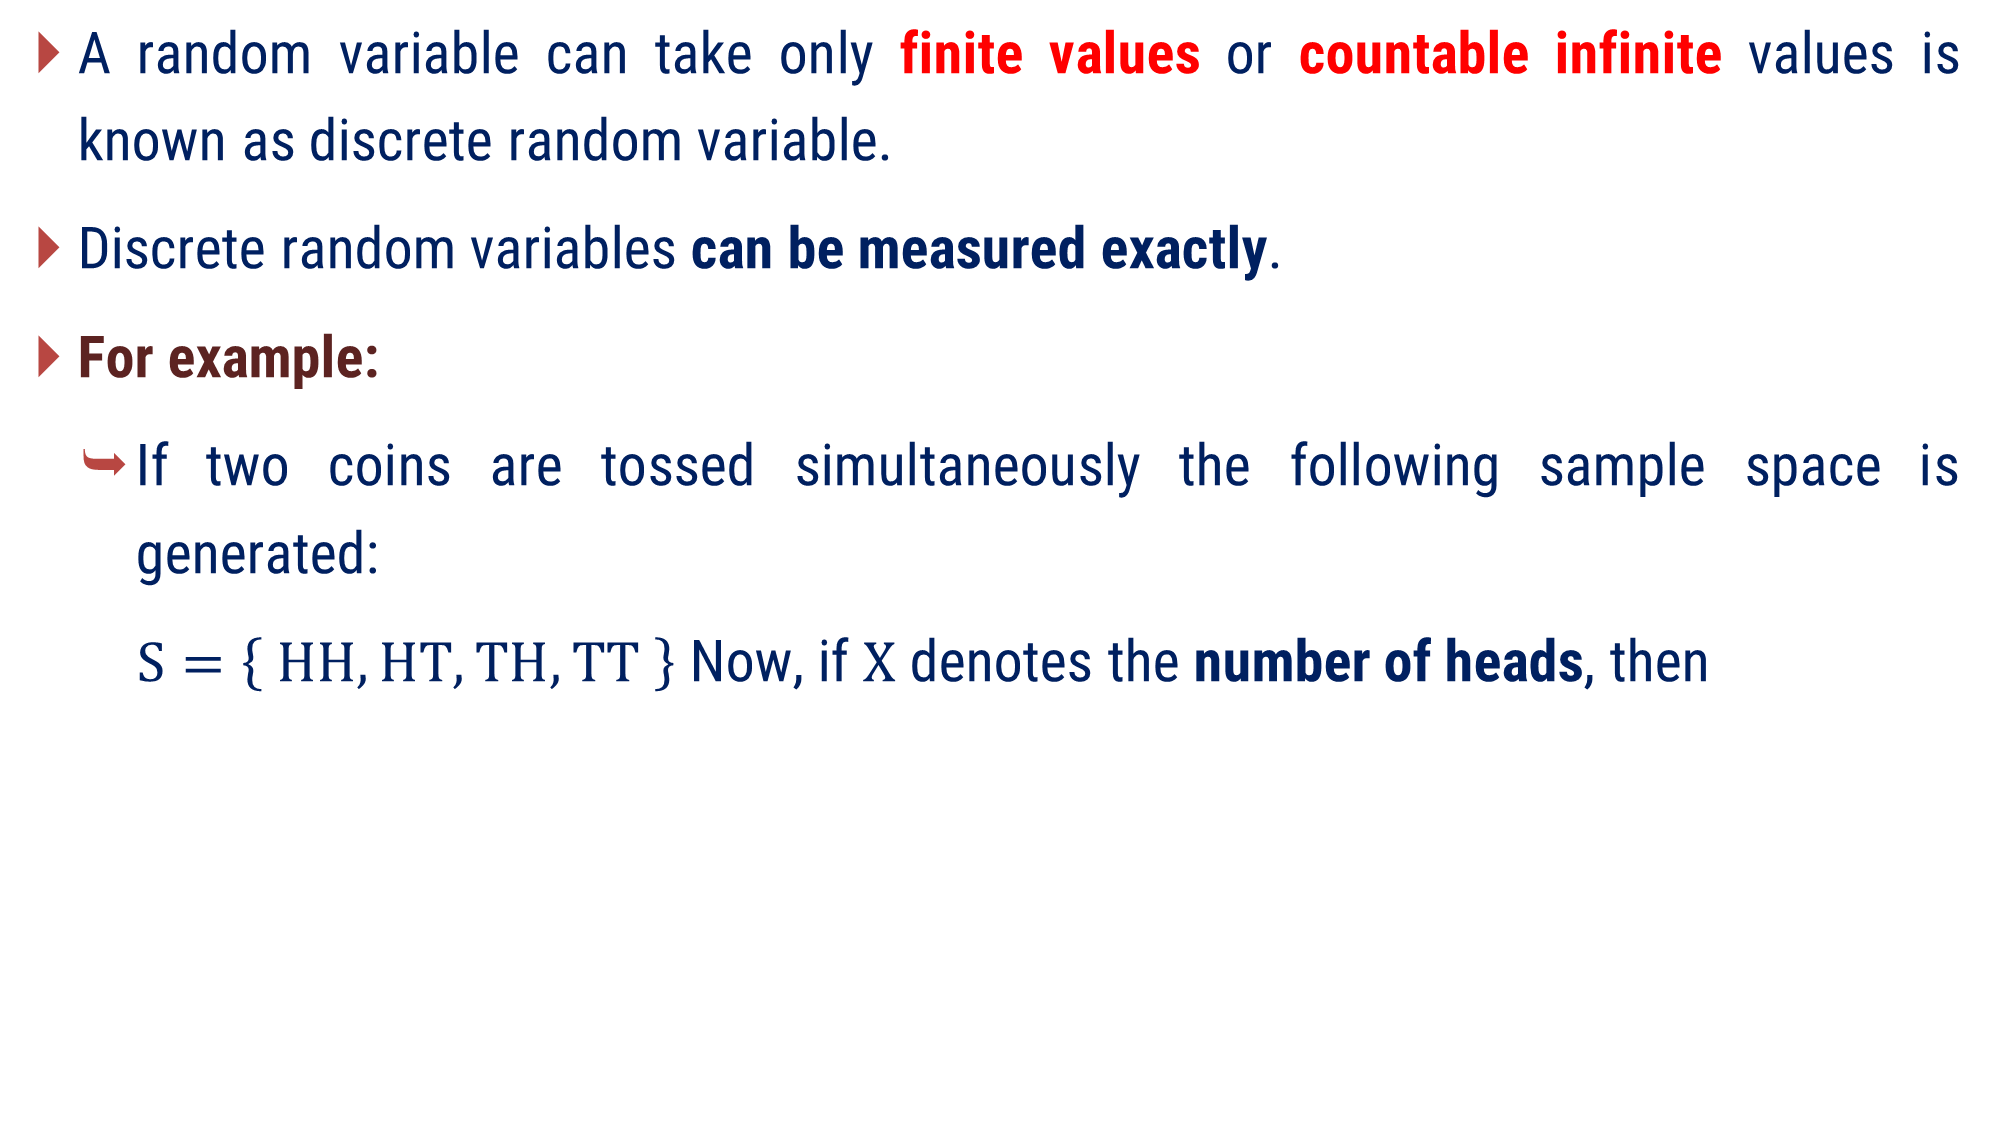 A random variable can take only finite values or countable infinite values is
known as discrete random variable.
Discrete random variables can be measured exactly.
For example:
If two coins are tossed simultaneously the following sample space is
generated:
S = { HH, HT, TH, TT } Now, if X denotes the number of heads, then